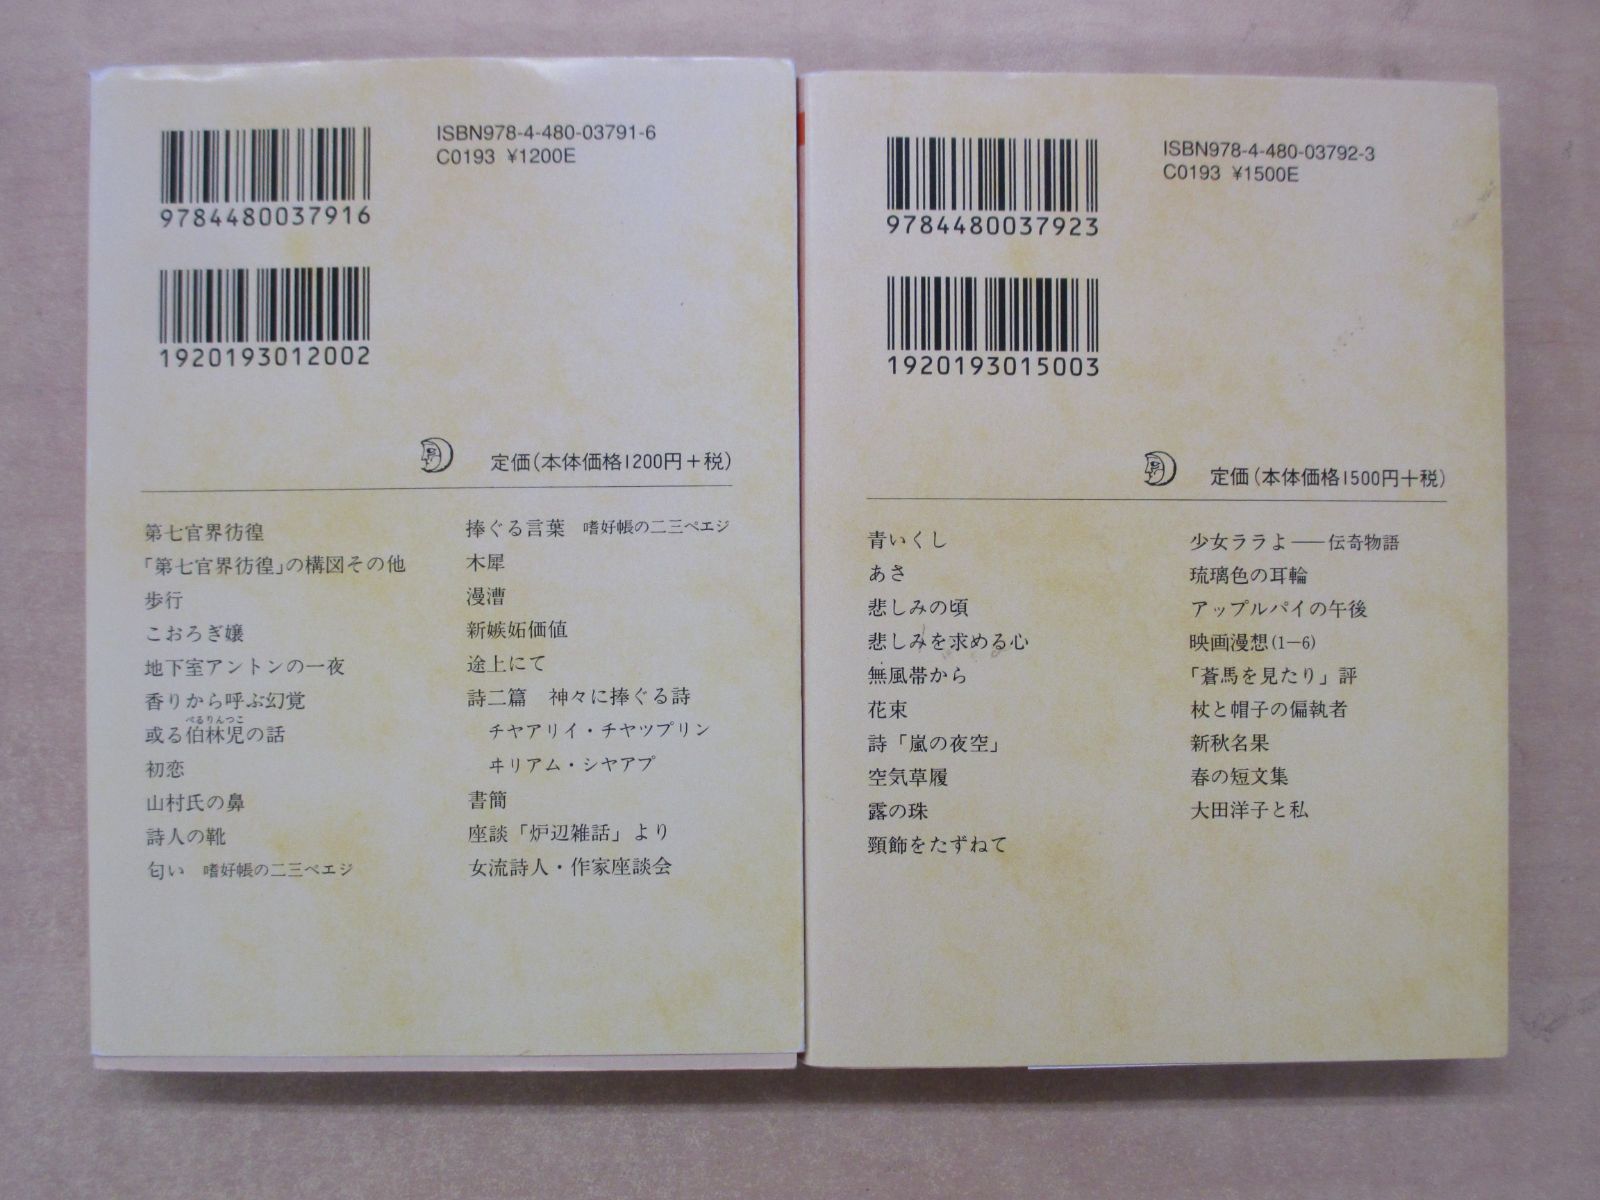 ISBN978-4-480-03791-6
C0193 ¥1200E
9784480037916
1920193012002
定価(本体価格1200円+税)
第七官界彷徨
「第七官界彷徨」の構図その他
歩行
こおろぎ嬢
地下室アントンの一夜
香りから呼ぶ幻覚
べるりんつこ
或る伯林児の話
初恋
山村氏の鼻
詩人の靴
匂い 嗜好帳の二三ペエジ
捧ぐる言葉 嗜好帳の二三ペエジ
木犀
漫漕
新嫉妬価値
途上にて
詩二篇 神々に捧ぐる詩
チヤアリイ・チヤツプリン
ヰリアム・シヤアプ
書簡
座談「炉辺雑話」より
女流詩人・作家座談会
ISBN978-4-480-03792-3
C0193 ¥1500E
9784480037923
1920193015003
定価(本体価格1500円+税)
青いくし
あさ
悲しみの頃
悲しみを求める心
無風帯から
花束
詩「嵐の夜空」
空気草履
露の珠
頸飾をたずねて
少女ララよ――伝奇物語
琉璃色の耳輪
アップルパイの午後
映画漫想(1―6)
「蒼馬を見たり」評
杖と帽子の偏執者
新秋名果
春の短文集
大田洋子と私